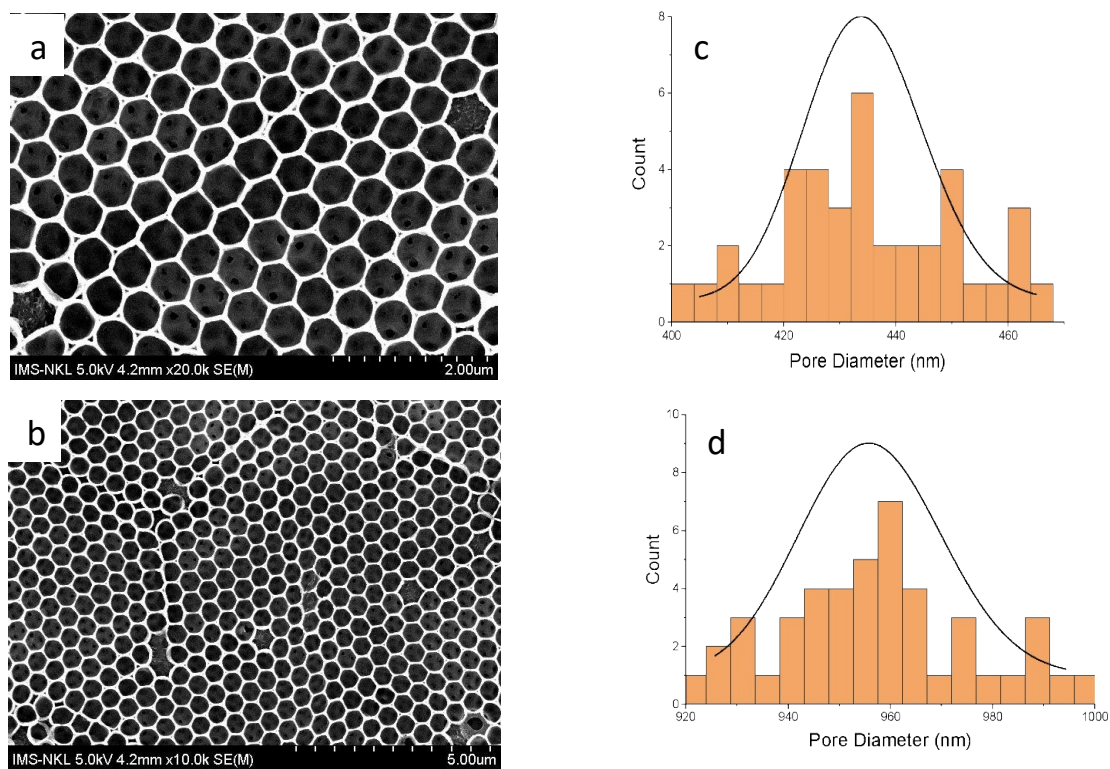 a
IMS-NKL 5.0kV 4.2mm x20.0k SE(M) 2.00um
b
IMS-NKL 5.0kV 4.2mm x10.0k SE(M) 5.00um
c
8
6
4
2
0
Count
400 420 440 460
Pore Diameter (nm)
d
10
8
6
4
2
0
Count
920 940 960 980 1000
Pore Diameter (nm)